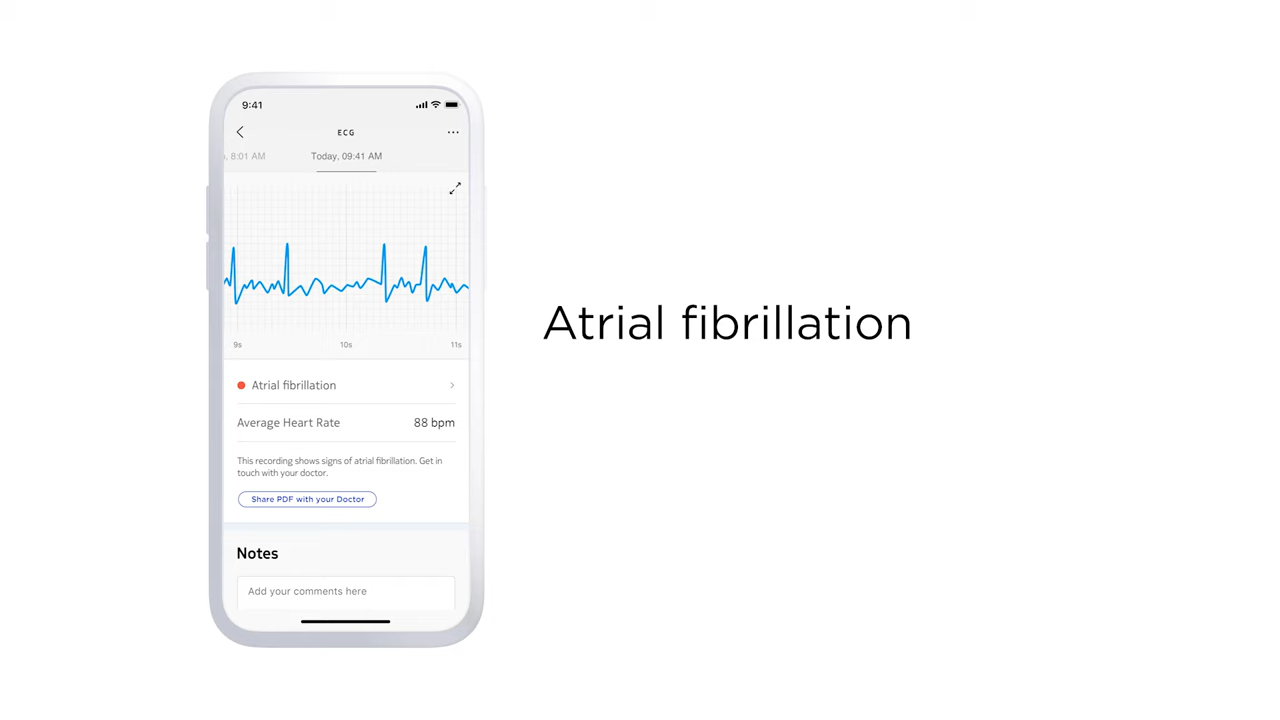 9:41
ECG
, 8:01 AM
Today, 09:41 AM
9s
10s
11s
Atrial fibrillation
Average Heart Rate 88 bpm
This recording shows signs of atrial fibrillation. Get in
touch with your doctor.
Share PDF with your Doctor
Notes
Add your comments here
Atrial fibrillation